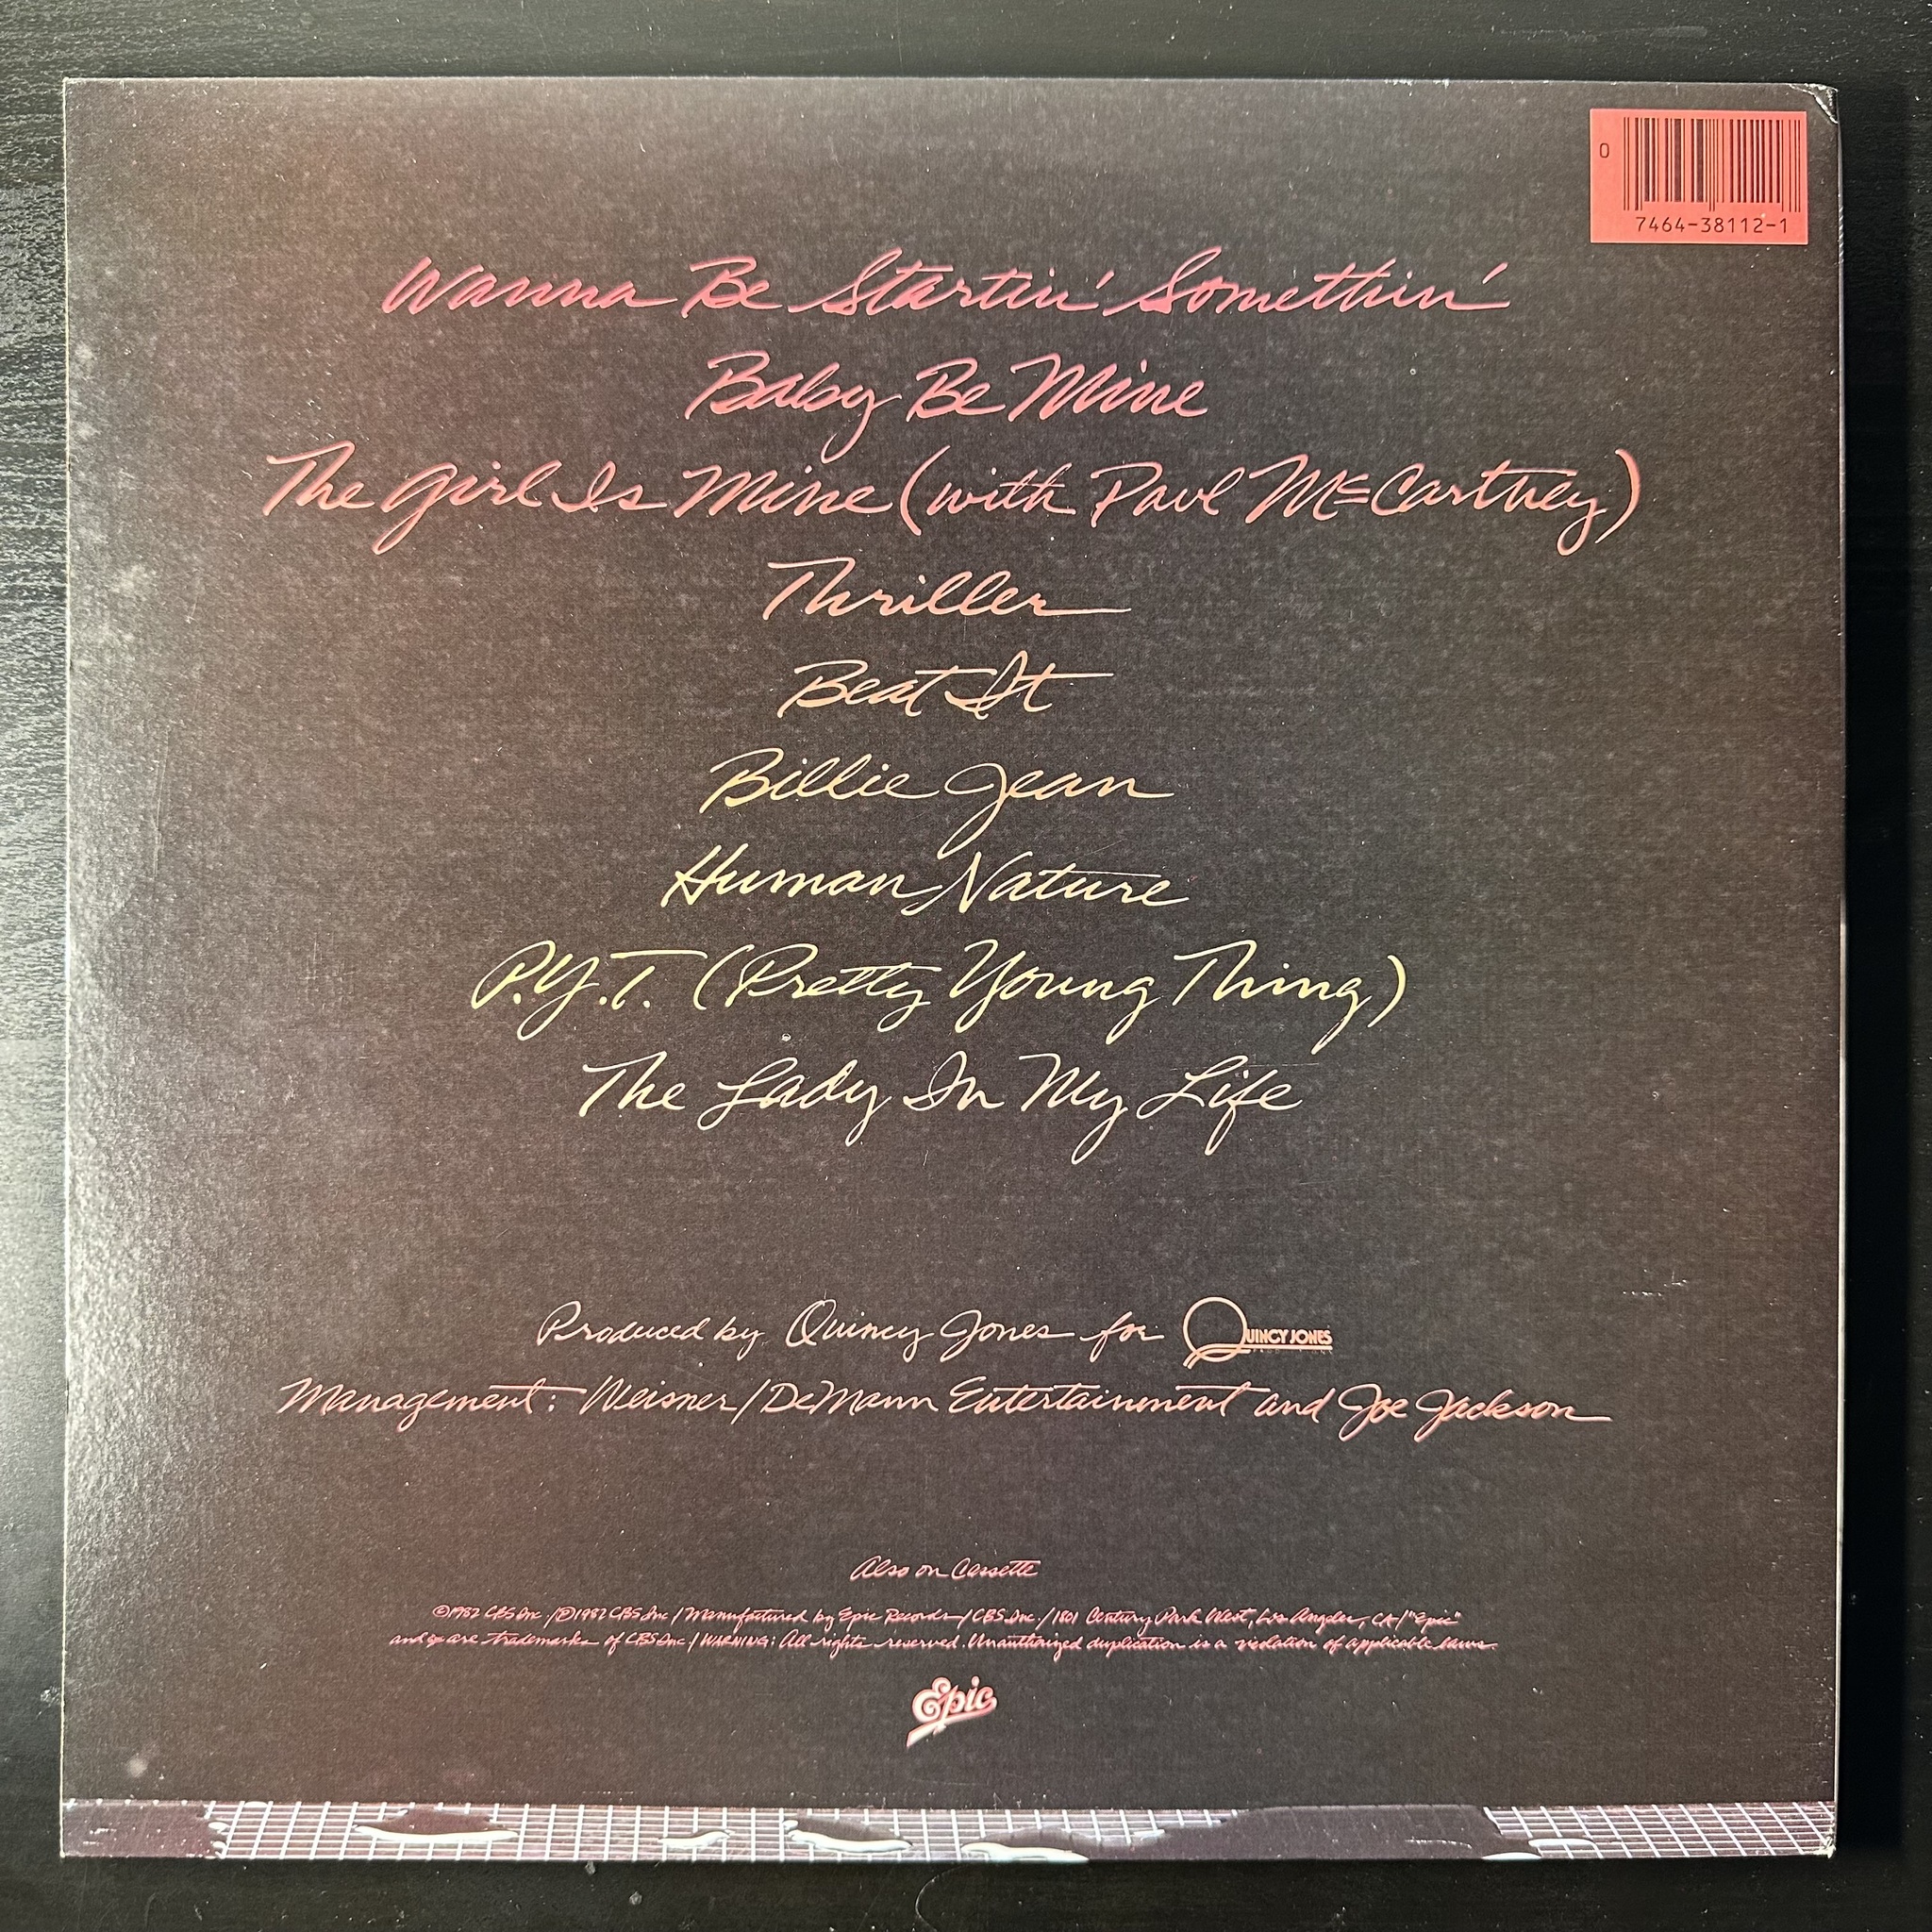 0
7464-38112-1
Wanna Be Startin' Somethin'
Baby Be Mine
The Girl Is Mine (with Paul McCartney)
Thriller
Beat It
Billie Jean
Human Nature
P.Y.T. (Pretty Young Thing)
The Lady In My Life
Produced by Quincy Jones for QUINCY JONES
Management: Weisner/DeMann Entertainment and Joe Jackson
Also on Cassette
©1982 CBS Inc./℗1982 CBS Inc/Manufactured by Epic Records/CBS Inc./1801 Century Park West, Los Angeles, CA/"Epic"
and are trademarks of CBS Inc/WARNING: All rights reserved. Unauthorized duplication is a violation of applicable laws.
Epic